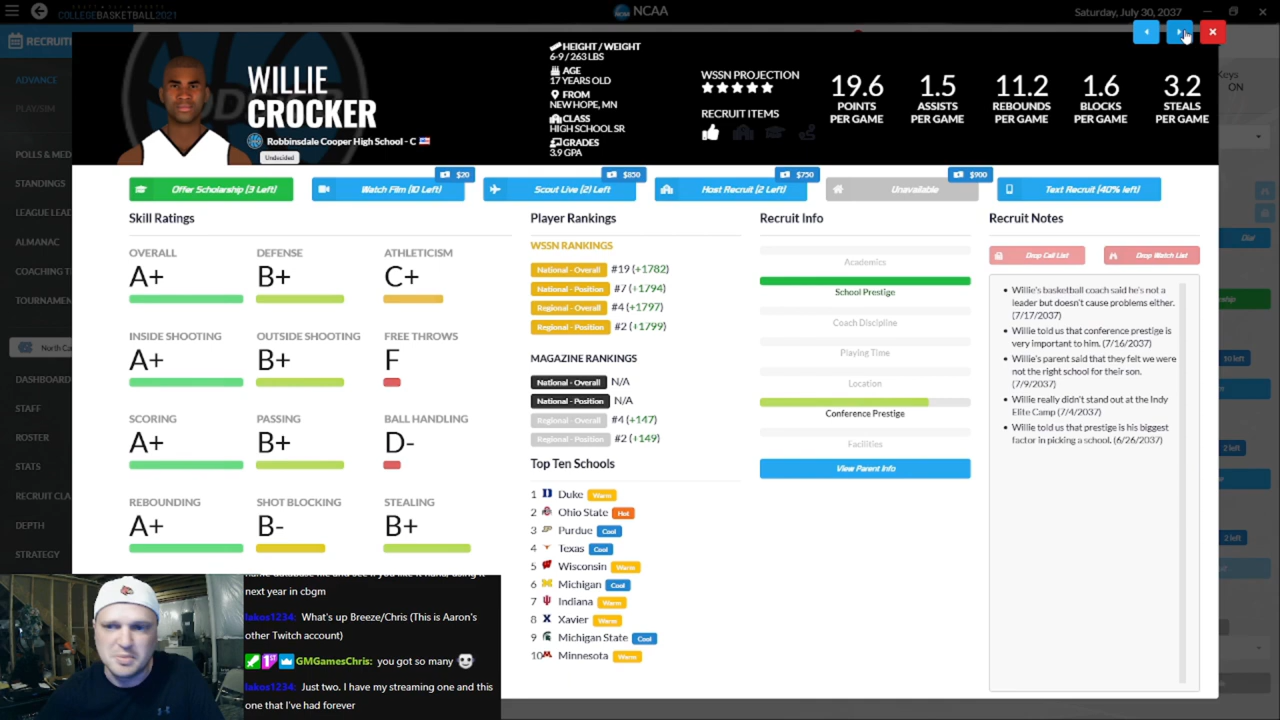 COLLEGEBASKETBALL2021
NCAA
Saturday, July 30, 2037
RECRUITI
ADVANCE
PLAY/SIM
POLLS & MED
STANDINGS
LEAGUE LEAD
ALMANAC
COACHING T
TOURNAMEN
North Ca
DASHBOARD
STAFF
ROSTER
STATS
RECRUIT CLA
DEPTH
STRATEGY
Keys
ON
WILLIE
CROCKER
Robbinsdale Cooper High School - C
Undecided
HEIGHT / WEIGHT
6-9 / 263 LBS
AGE
17 YEARS OLD
FROM
NEW HOPE, MN
CLASS
HIGH SCHOOL SR
GRADES
3.9 GPA
WSSN PROJECTION
RECRUIT ITEMS
19.6
POINTS
PER GAME
1.5
ASSISTS
PER GAME
11.2
REBOUNDS
PER GAME
1.6
BLOCKS
PER GAME
3.2
STEALS
PER GAME
Offer Scholarship (3 Left)
$20
Watch Film (10 Left)
$850
Scout Live (2) Left
$750
Host Recruit (2 Left)
$900
Unavailable
Text Recruit (40% left)
Skill Ratings
OVERALL
A+
DEFENSE
B+
ATHLETICISM
C+
INSIDE SHOOTING
A+
OUTSIDE SHOOTING
B+
FREE THROWS
F
SCORING
A+
PASSING
B+
BALL HANDLING
D-
REBOUNDING
A+
SHOT BLOCKING
B-
STEALING
B+
Player Rankings
WSSN RANKINGS
National - Overall #19 (+1782)
National - Position #7 (+1794)
Regional - Overall #4 (+1797)
Regional - Position #2 (+1799)
MAGAZINE RANKINGS
National - Overall N/A
National - Position N/A
Regional - Overall #4 (+147)
Regional - Position #2 (+149)
Top Ten Schools
1 Duke Warm
2 Ohio State Hot
3 Purdue Cool
4 Texas Cool
5 Wisconsin Warm
6 Michigan Cool
7 Indiana Warm
8 Xavier Warm
9 Michigan State Cool
10 Minnesota Warm
Recruit Info
Academics
School Prestige
Coach Discipline
Playing Time
Location
Conference Prestige
Facilities
View Parent Info
Recruit Notes
Drop Call List
Drop Watch List
Willie's basketball coach said he's not a
leader but doesn't cause problems either.
(7/17/2037)
Willie told us that conference prestige is
very important to him. (7/16/2037)
Willie's parent said that they felt we were
not the right school for their son.
(7/9/2037)
Willie really didn't stand out at the Indy
Elite Camp (7/4/2037)
Willie told us that prestige is his biggest
factor in picking a school. (6/26/2037)
Dial
10 left
2 left
2 left
next year in cbgm
lakos1234: What's up Breeze/Chris (This is Aaron's
other Twitch account)
GMGamesChris: you got so many
lakos1234: Just two. I have my streaming one and this
one that I've had forever